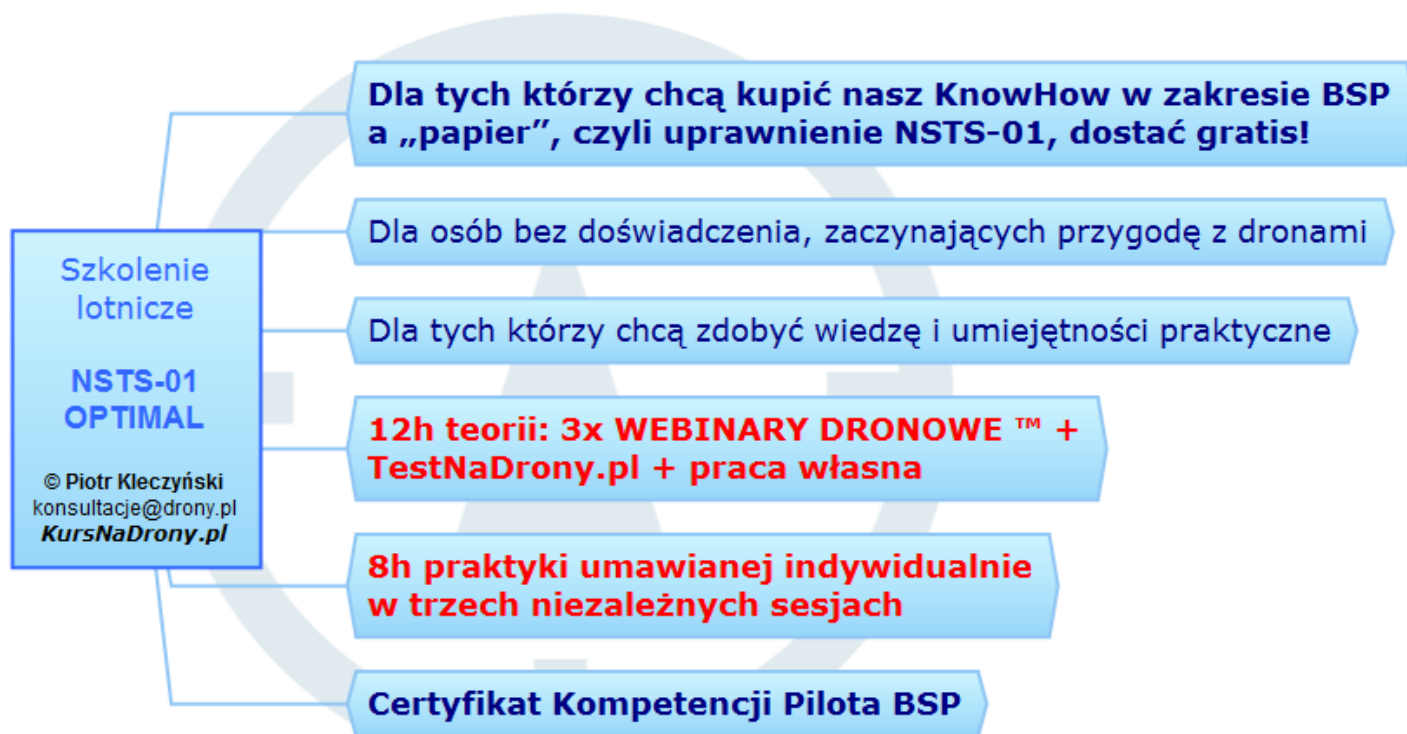 Szkolenie
lotnicze
NSTS-01
OPTIMAL
© Piotr Kleczyński
konsultacje@drony.pl
KursNaDrony.pl
Dla tych którzy chcą kupić nasz KnowHow w zakresie BSP
a „papier”, czyli uprawnienie NSTS-01, dostać gratis!
Dla osób bez doświadczenia, zaczynających przygodę z dronami
Dla tych którzy chcą zdobyć wiedzę i umiejętności praktyczne
12h teorii: 3x WEBINARY DRONOWE ™ +
TestNaDrony.pl + praca własna
8h praktyki umawianej indywidualnie
w trzech niezależnych sesjach
Certyfikat Kompetencji Pilota BSP